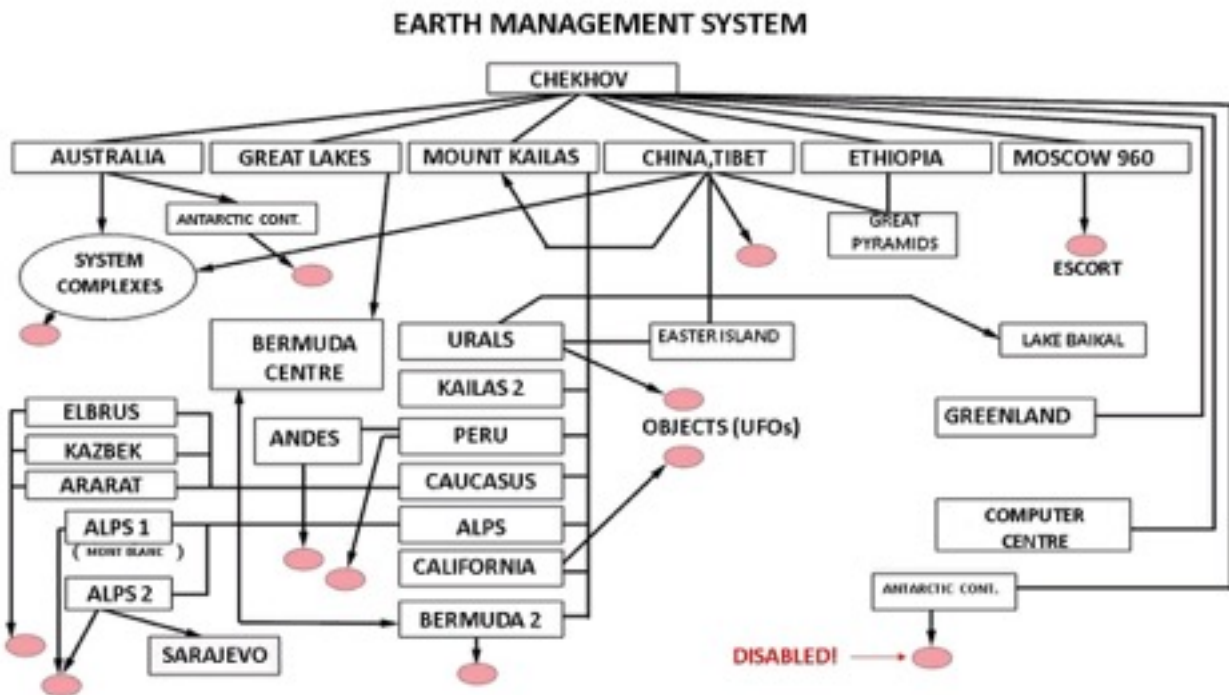 EARTH MANAGEMENT SYSTEM
CHEKHOV
AUSTRALIA
GREAT LAKES
MOUNT KAILAS
CHINA,TIBET
ETHIOPIA
MOSCOW 960
ANTARCTIC CONT.
GREAT
PYRAMIDS
SYSTEM
COMPLEXES
ESCORT
BERMUDA
CENTRE
URALS
EASTER ISLAND
LAKE BAIKAL
KAILAS 2
OBJECTS (UFOs)
ELBRUS
KAZBEK
ARARAT
ANDES
PERU
GREENLAND
CAUCASUS
ALPS 1
( MONT BLANC )
ALPS
CALIFORNIA
COMPUTER
CENTRE
ALPS 2
BERMUDA 2
ANTARCTIC CONT.
SARAJEVO
DISABLED!